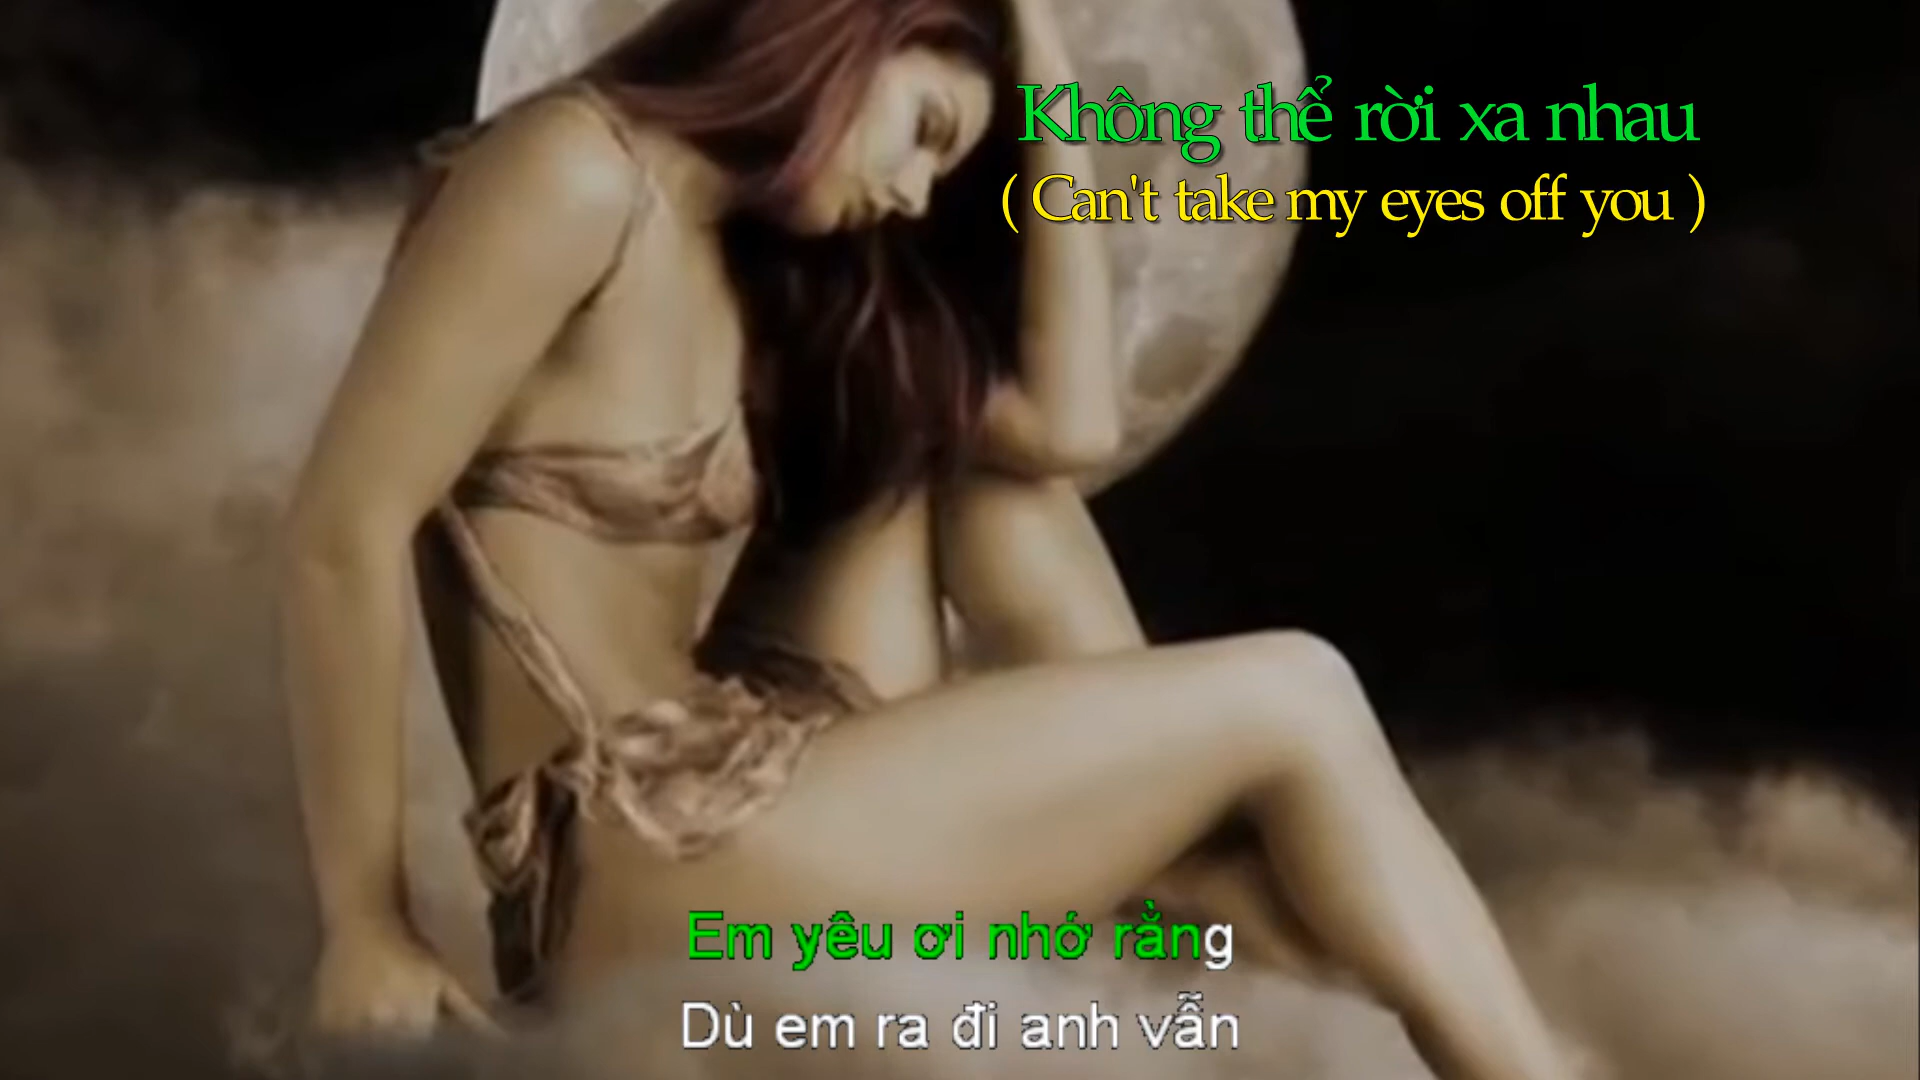 Không thể rời xa nhau
( Can't take my eyes off you )
Em yêu ơi nhớ rằng
Dù em ra đi anh vẫn